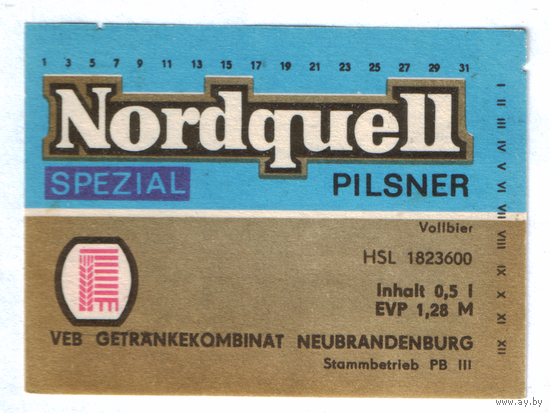 1 3 5 7 9 11 13 15 17 19 21 23 25 27 29 31
Nordquell
SPEZIAL PILSNER
Vollbier
HSL 1823600
Inhalt 0,5 l
EVP 1,28 M
VEB GETRÄNKEKOMBINAT NEUBRANDENBURG
Stammbetrieb PB III
I II III IV V VI VII VIII IX X XI XII
www.ay.by